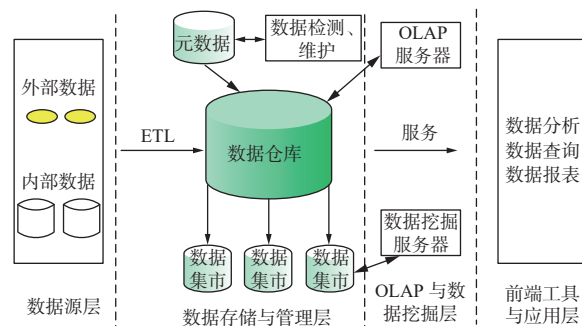 元数据
数据检测、
维护
OLAP
服务器
外部数据
内部数据
ETL
数据仓库
服务
数据分析
数据查询
数据报表
数据
集市
数据
集市
数据
集市
数据挖掘
服务器
数据源层
数据存储与管理层
OLAP 与数
据挖掘层
前端工具
与应用层